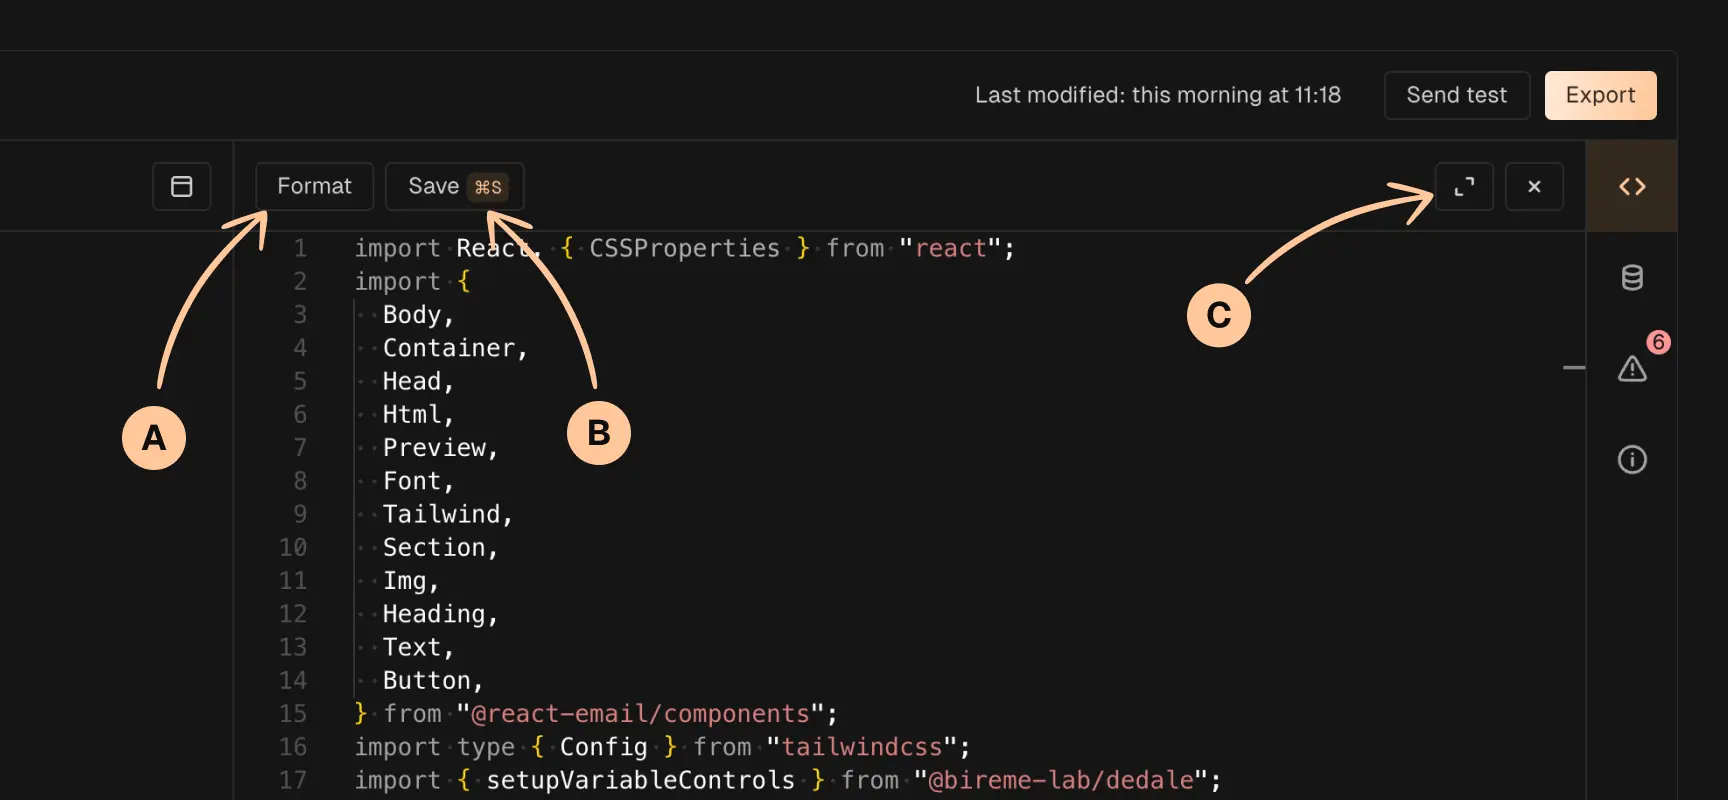 Last modified: this morning at 11:18
Send test
Export
Format
Save ⌘S
1 import React, { CSSProperties } from "react";
2 import {
3 Body,
4 Container,
5 Head,
6 Html,
7 Preview,
8 Font,
9 Tailwind,
10 Section,
11 Img,
12 Heading,
13 Text,
14 Button,
15 } from "@react-email/components";
16 import type { Config } from "tailwindcss";
17 import { setupVariableControls } from "@bireme-lab/dedale";
A
B
C
6